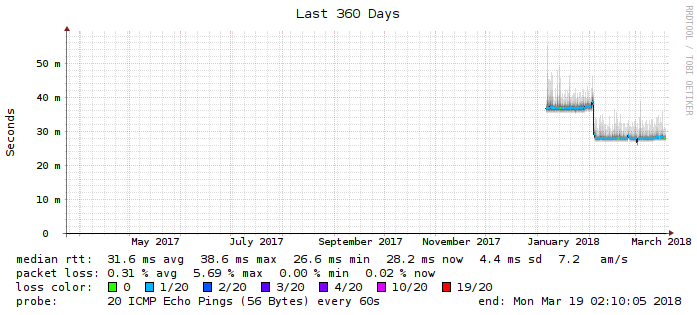 Last 360 Days
RRDTOOL / TOBI OETIKER
Seconds
50 m
40 m
30 m
20 m
10 m
0
May 2017 July 2017 September 2017 November 2017 January 2018 March 2018
median rtt: 31.6 ms avg 38.6 ms max 26.6 ms min 28.2 ms now 4.4 ms sd 7.2 am/s
packet loss: 0.31 % avg 5.69 % max 0.00 % min 0.02 % now
loss color: 0 1/20 2/20 3/20 4/20 10/20 19/20
probe: 20 ICMP Echo Pings (56 Bytes) every 60s end: Mon Mar 19 02:10:05 2018